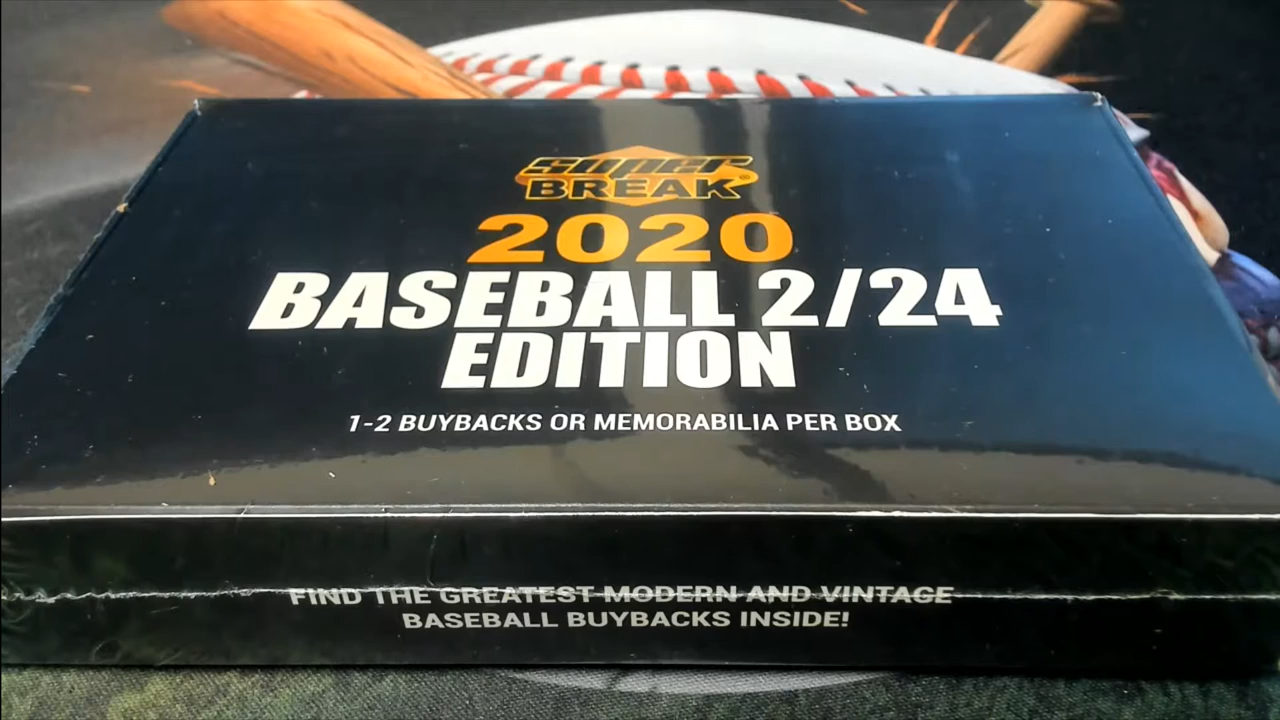 super
BREAK
2020
BASEBALL 2/24
EDITION
1-2 BUYBACKS OR MEMORABILIA PER BOX
FIND THE GREATEST MODERN AND VINTAGE
BASEBALL BUYBACKS INSIDE!